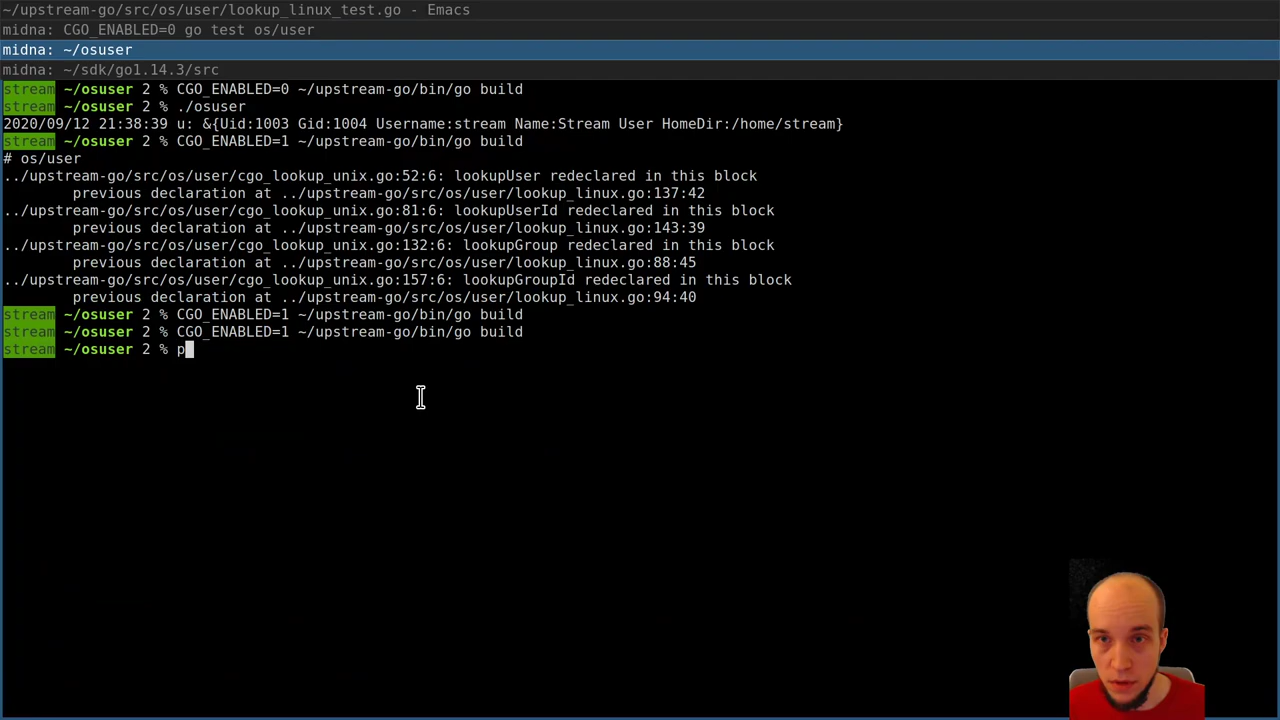 ~/upstream-go/src/os/user/lookup_linux_test.go - Emacs
midna: CGO_ENABLED=0 go test os/user
midna: ~/osuser
midna: ~/sdk/go1.14.3/src
stream ~/osuser 2 % CGO_ENABLED=0 ~/upstream-go/bin/go build
stream ~/osuser 2 % ./osuser
2020/09/12 21:38:39 u: &{Uid:1003 Gid:1004 Username:stream Name:Stream User HomeDir:/home/stream}
stream ~/osuser 2 % CGO_ENABLED=1 ~/upstream-go/bin/go build
# os/user
../upstream-go/src/os/user/cgo_lookup_unix.go:52:6: lookupUser redeclared in this block
previous declaration at ../upstream-go/src/os/user/lookup_linux.go:137:42
../upstream-go/src/os/user/cgo_lookup_unix.go:81:6: lookupUserId redeclared in this block
previous declaration at ../upstream-go/src/os/user/lookup_linux.go:143:39
../upstream-go/src/os/user/cgo_lookup_unix.go:132:6: lookupGroup redeclared in this block
previous declaration at ../upstream-go/src/os/user/lookup_linux.go:88:45
../upstream-go/src/os/user/cgo_lookup_unix.go:157:6: lookupGroupId redeclared in this block
previous declaration at ../upstream-go/src/os/user/lookup_linux.go:94:40
stream ~/osuser 2 % CGO_ENABLED=1 ~/upstream-go/bin/go build
stream ~/osuser 2 % CGO_ENABLED=1 ~/upstream-go/bin/go build
stream ~/osuser 2 % p